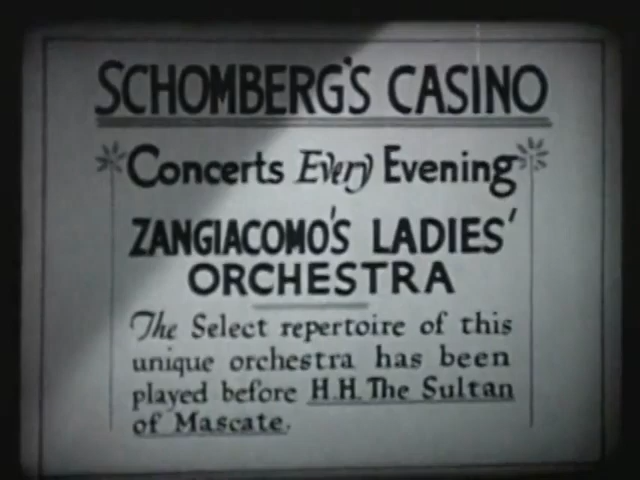 SCHOMBERG'S CASINO
Concerts Every Evening
ZANGIACOMO'S LADIES'
ORCHESTRA
The Select repertoire of this
unique orchestra has been
played before H.H. The Sultan
of Mascate.